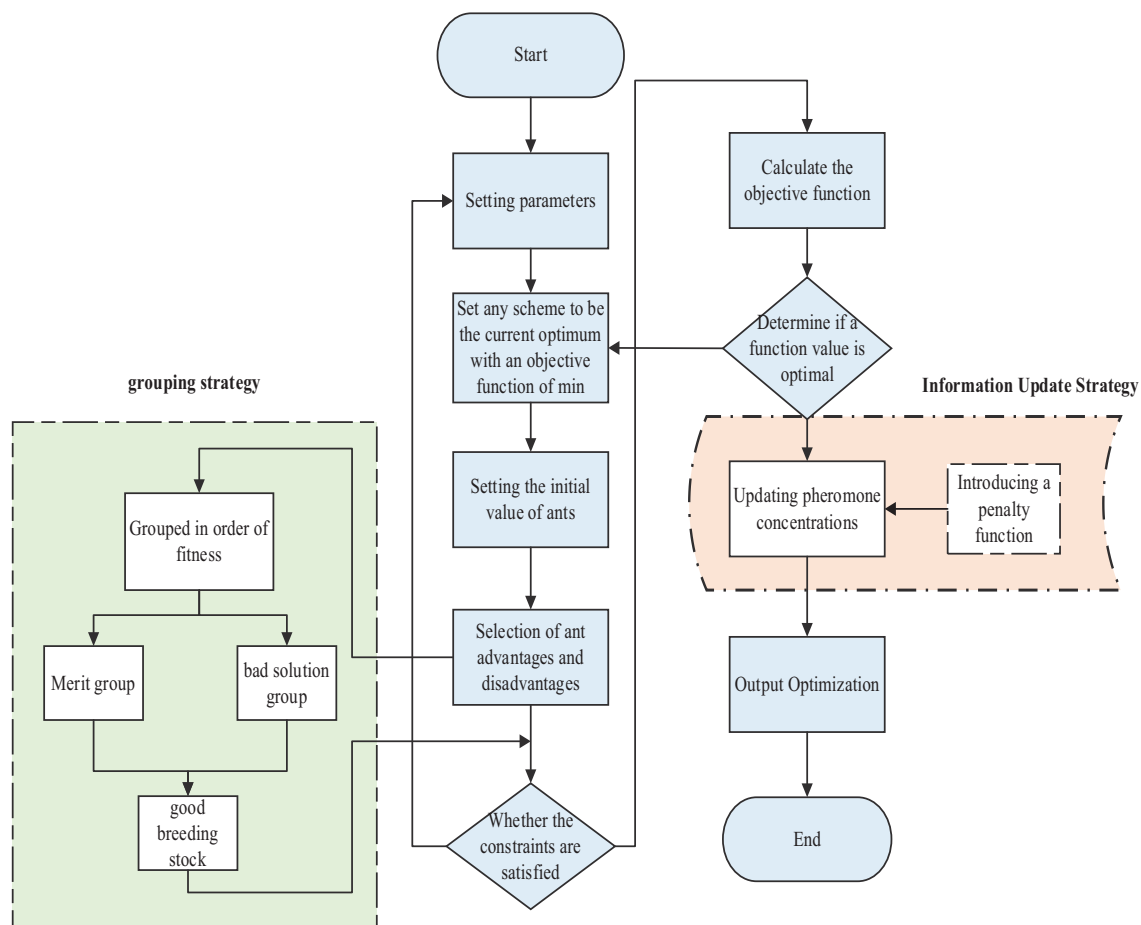 Start
Setting parameters
Set any scheme to be
the current optimum
with an objective
function of min
Setting the initial
value of ants
Selection of ant
advantages and
disadvantages
Whether the
constraints are
satisfied
grouping strategy
Grouped in order of
fitness
Merit group
bad solution
group
good
breeding
stock
Calculate the
objective function
Determine if a
function value is
optimal
Information Update Strategy
Updating pheromone
concentrations
Introducing a
penalty
function
Output Optimization
End